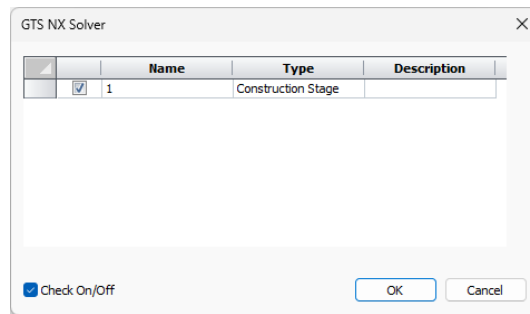 GTS NX Solver
Name Type Description
1 Construction Stage
Check On/Off OK Cancel